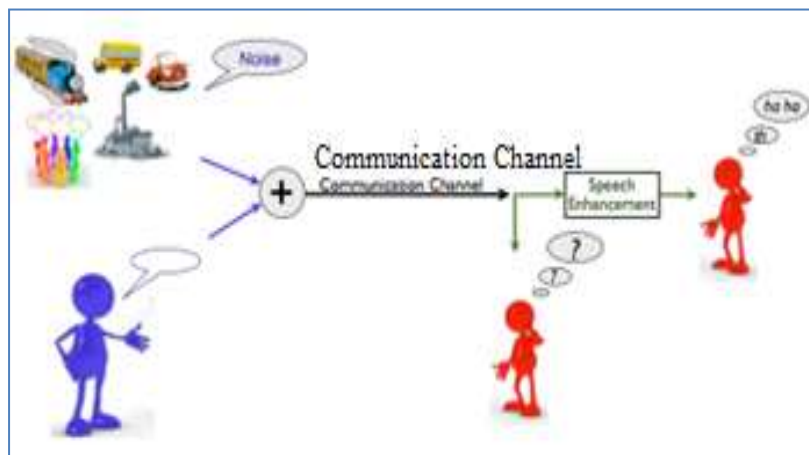 Noise
ha ha
Communication Channel
Communication Channel
Speech
Enhancement
+
?
?